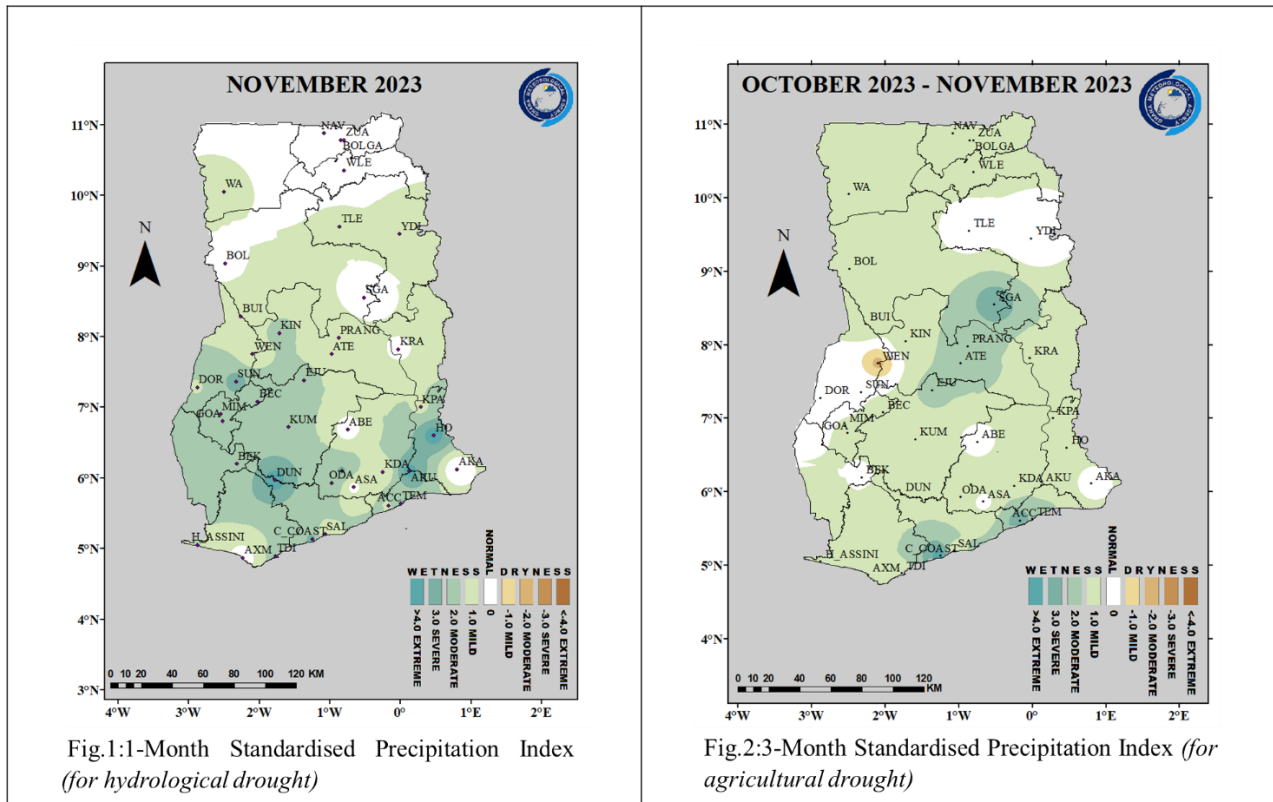 NOVEMBER 2023
11°N
10°N
9°N
8°N
7°N
6°N
5°N
4°N
3°N
N
NAV
ZUA
BOLGA
WLE
WA
TLE
YDI
BOL
SGA
BUI
KIN
PRANG
WEN
ATE
KRA
SUN
EJU
DOR
BEC
KPA
GOA
MIM
KUM
ABE
HO
BEK
DUN
ODA
KDA
AKA
ASA
AKU
ACC
TEM
C_COAST
SAL
H_ASSINI
AXM
TDI
WETNESS
NORMAL
DRYNESS
>4.0 EXTREME
3.0 SEVERE
2.0 MODERATE
1.0 MILD
0
-1.0 MILD
-2.0 MODERATE
-3.0 SEVERE
<-4.0 EXTREME
0 10 20 40 60 80 100 120 KM
4°W 3°W 2°W 1°W 0° 1°E 2°E
Fig.1:1-Month Standardised Precipitation Index
(for hydrological drought)
OCTOBER 2023 - NOVEMBER 2023
11°N
10°N
9°N
8°N
7°N
6°N
5°N
4°N
N
NAV
ZUA
BOLGA
WLE
WA
TLE
YDI
BOL
SGA
BUI
KIN
PRANG
WEN
ATE
KRA
SUN
EJU
DOR
BEC
KPA
GOA
MIM
KUM
ABE
HO
BEK
DUN
ODA
KDA
AKU
AKA
ASA
ACC
TEM
C_COAST
SAL
H_ASSINI
AXM
TDI
WETNESS
NORMAL
DRYNESS
>4.0 EXTREME
3.0 SEVERE
2.0 MODERATE
1.0 MILD
0
-1.0 MILD
-2.0 MODERATE
-3.0 SEVERE
<-4.0 EXTREME
0 10 20 40 60 80 100 120 KM
4°W 3°W 2°W 1°W 0° 1°E 2°E
Fig.2:3-Month Standardised Precipitation Index (for
agricultural drought)